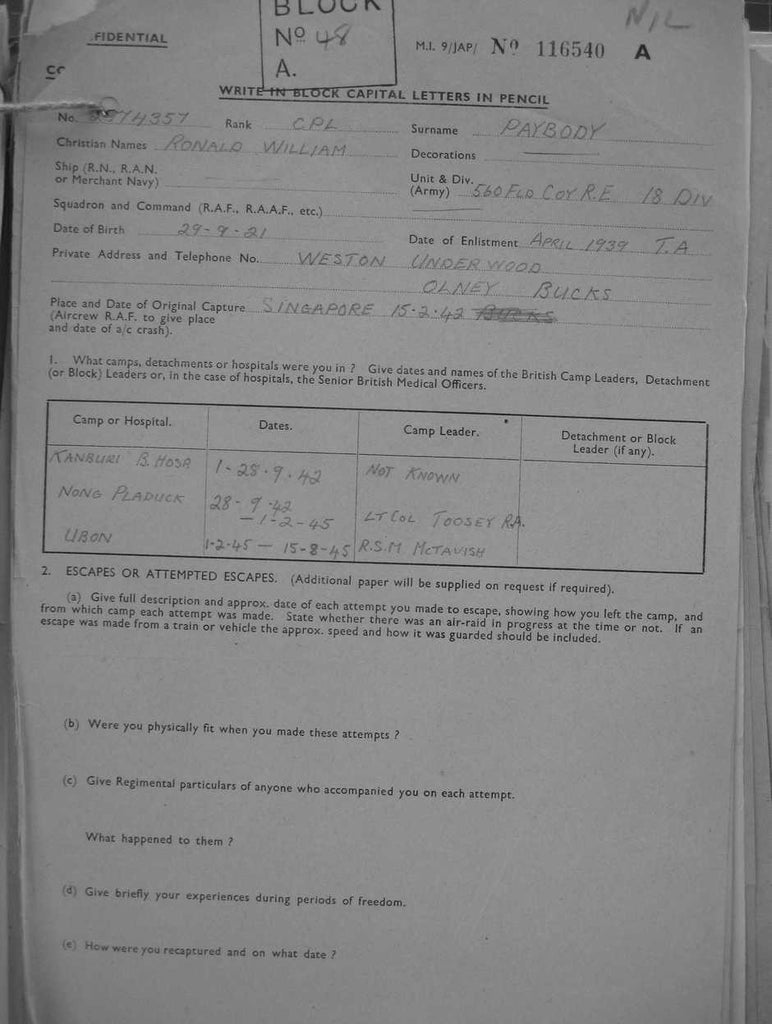 BLOCK
Nº 48
A.
NIL
FIDENTIAL
M.I. 9/JAP/ Nº 116540 A
WRITE IN BLOCK CAPITAL LETTERS IN PENCIL
No. 74357 Rank CPL Surname PAYBODY
Christian Names RONALD WILLIAM Decorations
Ship (R.N., R.A.N. or Merchant Navy) Unit & Div. (Army) 560 FLD COY R.E 18 DIV
Squadron and Command (R.A.F., R.A.A.F., etc.)
Date of Birth 29-9-21 Date of Enlistment APRIL 1939 T.A
Private Address and Telephone No. WESTON UNDERWOOD
OLNEY BUCKS
Place and Date of Original Capture SINGAPORE 15-2-42
(Aircrew R.A.F. to give place
and date of a/c crash).
1. What camps, detachments or hospitals were you in ? Give dates and names of the British Camp Leaders, Detachment
(or Block) Leaders or, in the case of hospitals, the Senior British Medical Officers.
Camp or Hospital. Dates. Camp Leader. Detachment or Block Leader (if any).
KANBURI B. HOSP 1-28.9.42 NOT KNOWN
NONG PLADUCK 28-9-42 – 1-2-45 LT COL TOOSEY RA.
UBON 1-2-45 – 15-8-45 R.S.M McTAVISH
2. ESCAPES OR ATTEMPTED ESCAPES. (Additional paper will be supplied on request if required).
(a) Give full description and approx. date of each attempt you made to escape, showing how you left the camp, and
from which camp each attempt was made. State whether there was an air-raid in progress at the time or not. If an
escape was made from a train or vehicle the approx. speed and how it was guarded should be included.
(b) Were you physically fit when you made these attempts ?
(c) Give Regimental particulars of anyone who accompanied you on each attempt.
What happened to them ?
(d) Give briefly your experiences during periods of freedom.
(e) How were you recaptured and on what date ?